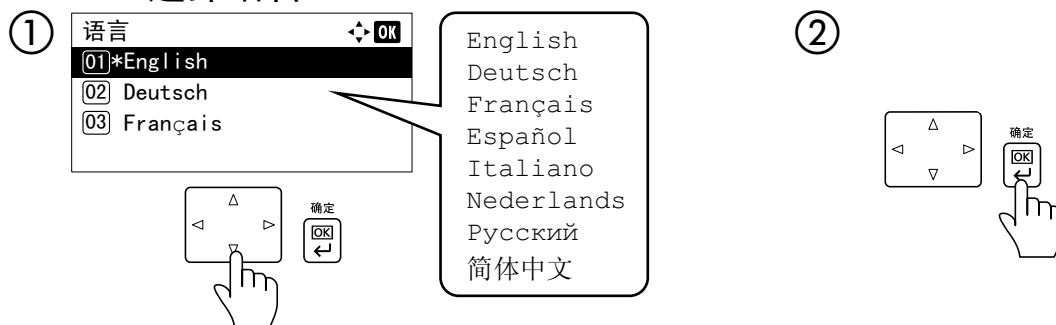 ①
语言 OK
01*English
02 Deutsch
03 Français
English
Deutsch
Français
Español
Italiano
Nederlands
Русский
简体中文
确定
OK
②
确定
OK